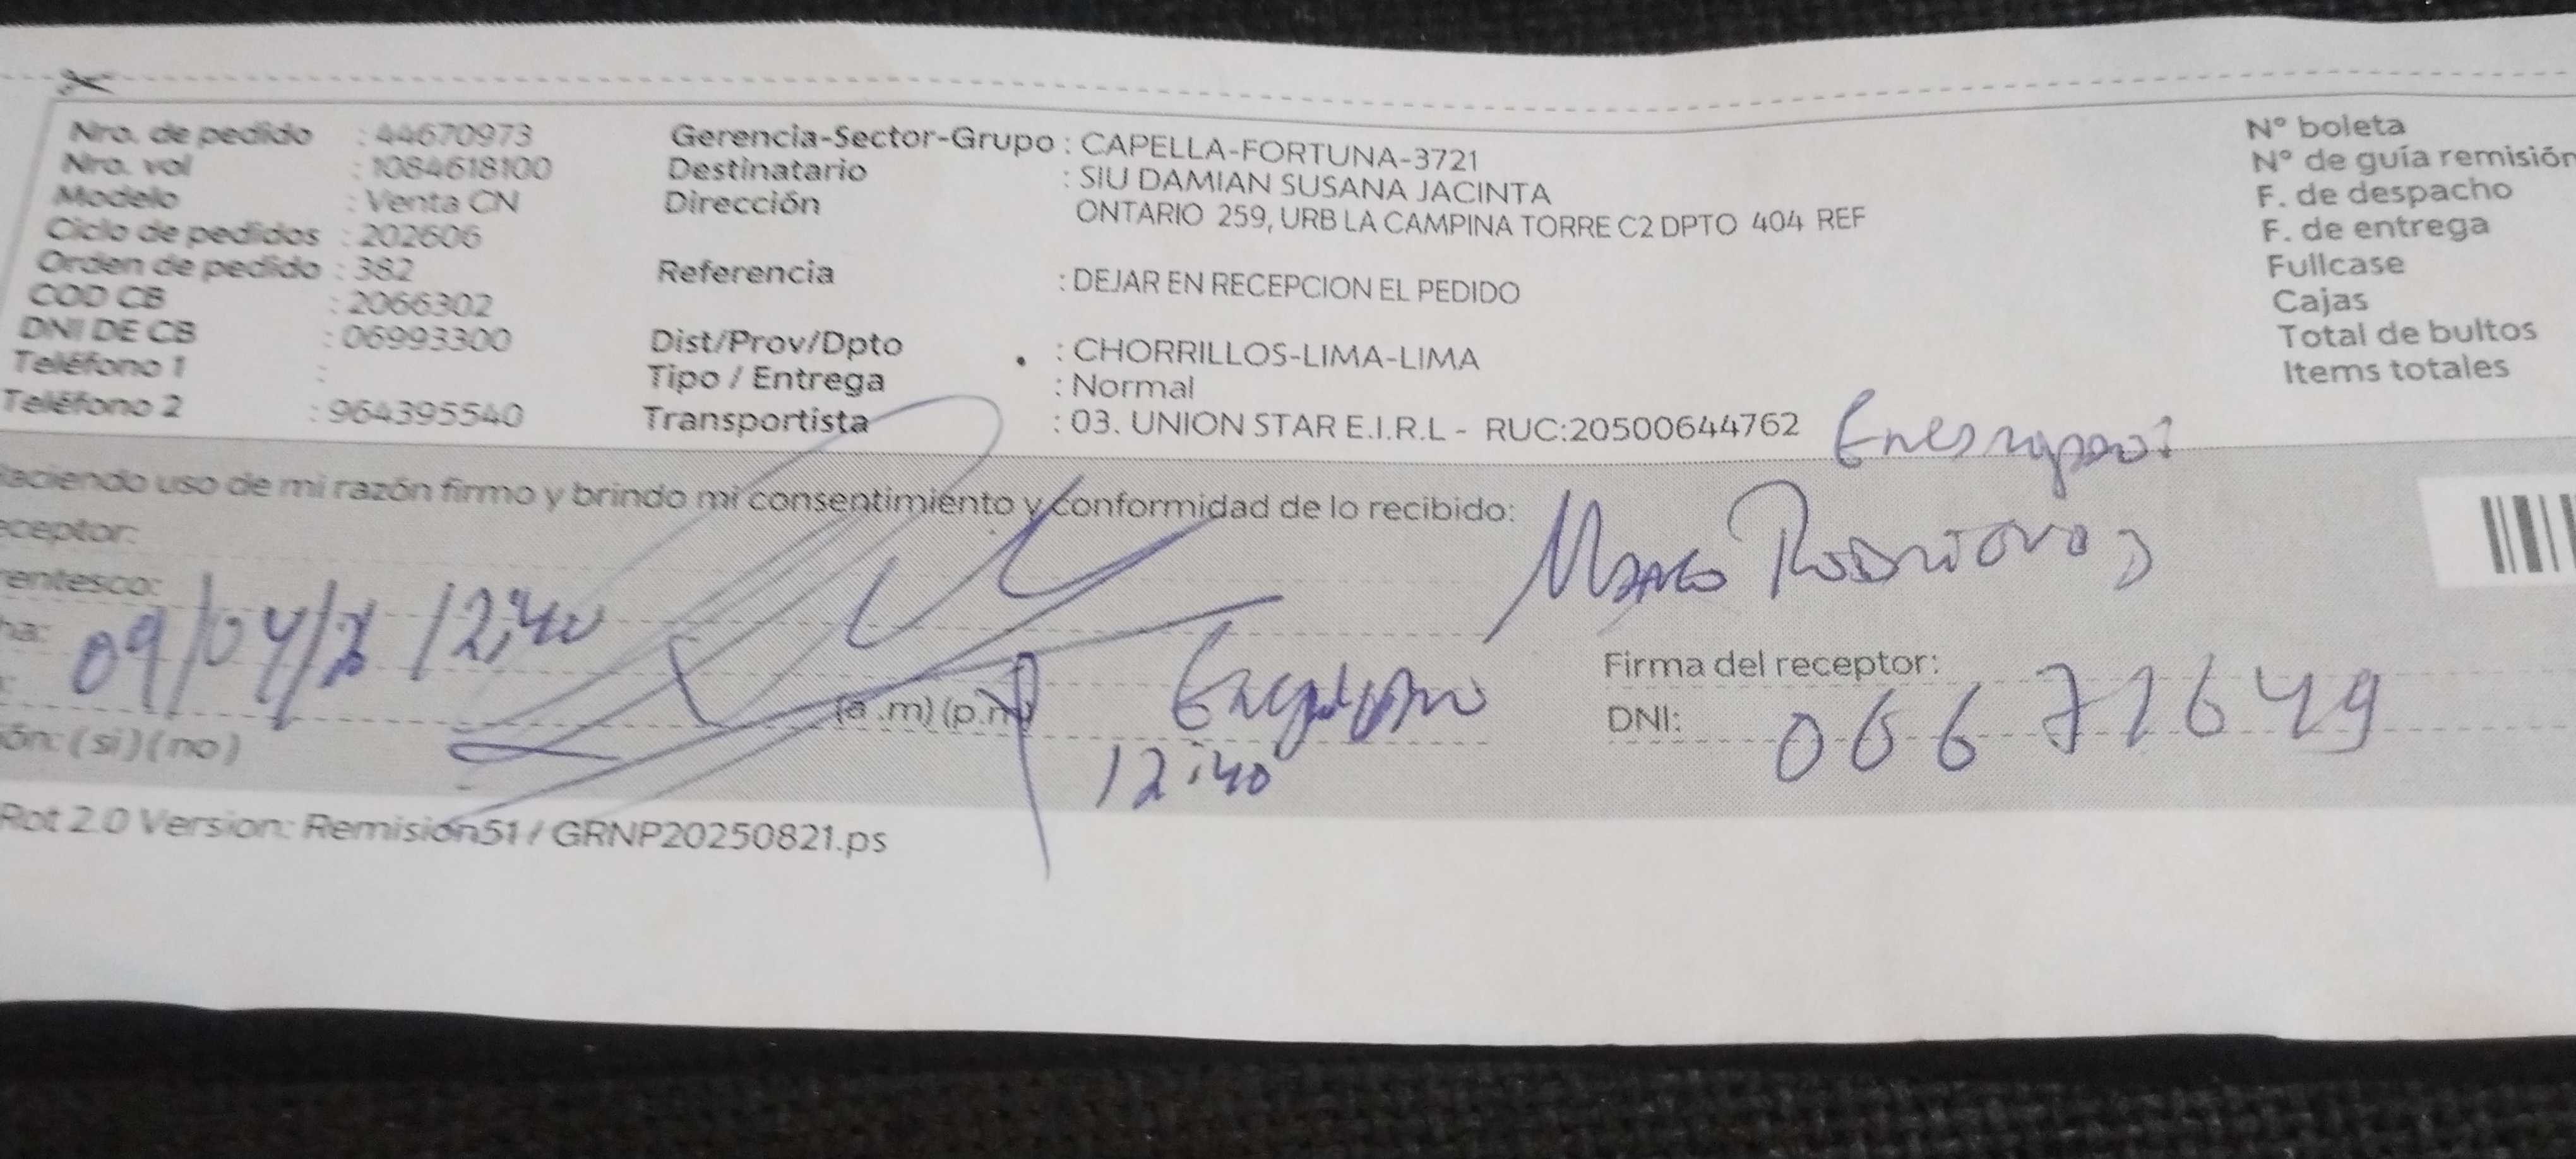 Nro. de pedido : 44670973
Nro. vol : 1084618100
Modelo : Venta CN
Ciclo de pedidos : 202606
Orden de pedido : 382
COD CB : 2066302
DNI DE CB : 06993300
Teléfono 1 :
Teléfono 2 : 964395540
Gerencia-Sector-Grupo : CAPELLA-FORTUNA-3721
Destinatario : SIU DAMIAN SUSANA JACINTA
Dirección ONTARIO 259, URB LA CAMPINA TORRE C2 DPTO 404 REF
Referencia : DEJAR EN RECEPCION EL PEDIDO
Dist/Prov/Dpto : CHORRILLOS-LIMA-LIMA
Tipo / Entrega : Normal
Transportista : 03. UNION STAR E.I.R.L - RUC:20500644762
N° boleta
N° de guía remisión
F. de despacho
F. de entrega
Fullcase
Cajas
Total de bultos
Items totales
Haciendo uso de mi razón firmo y brindo mi consentimiento y conformidad de lo recibido:
eceptor:
rentesco:
ha: 09/04/ 12:40
(a.m) (p.m)
12:40
ión: (si) (no)
Firma del receptor:
DNI: 06671649
Rot 2.0 Version: Remision51 / GRNP20250821.ps